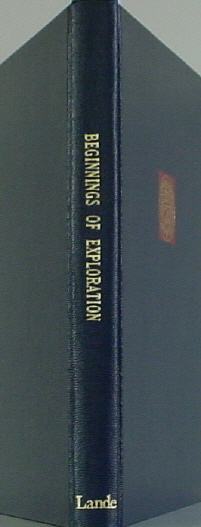 BEGINNINGS OF EXPLORATION
Lande